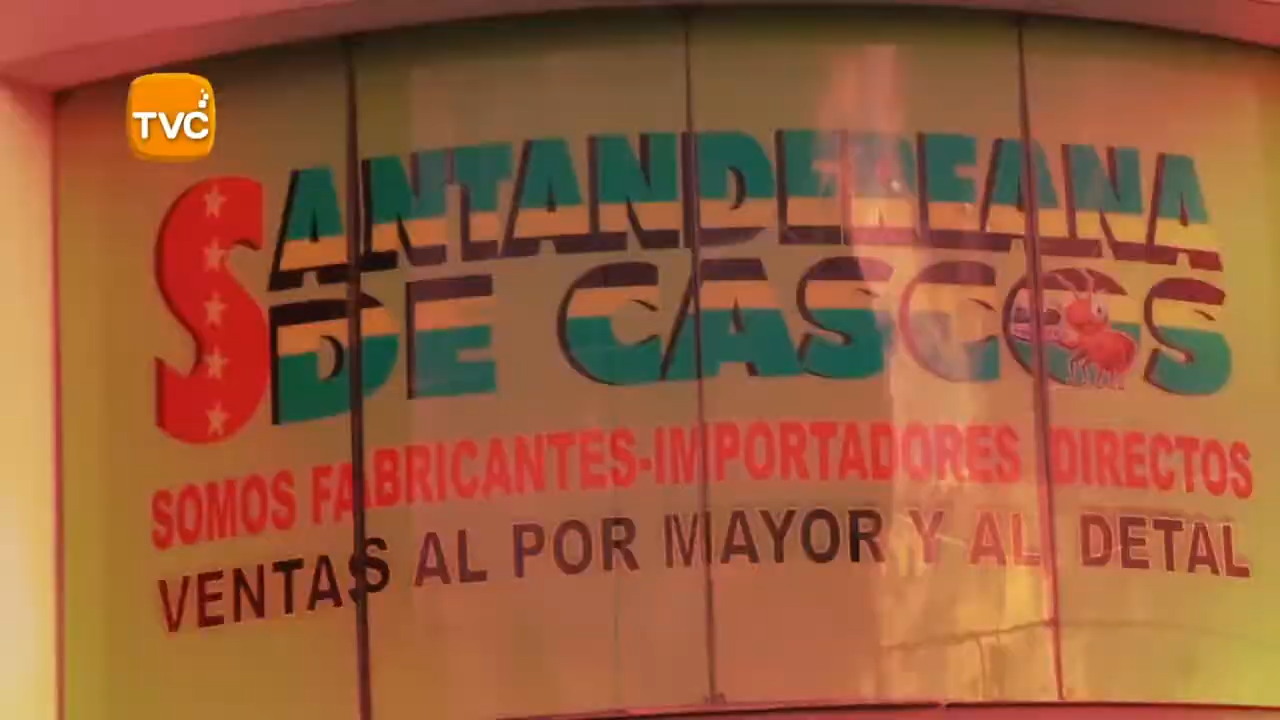 TVC
SANTANDEREANA
DE CASCOS
SOMOS FABRICANTES-IMPORTADORES DIRECTOS
VENTAS AL POR MAYOR Y AL DETAL